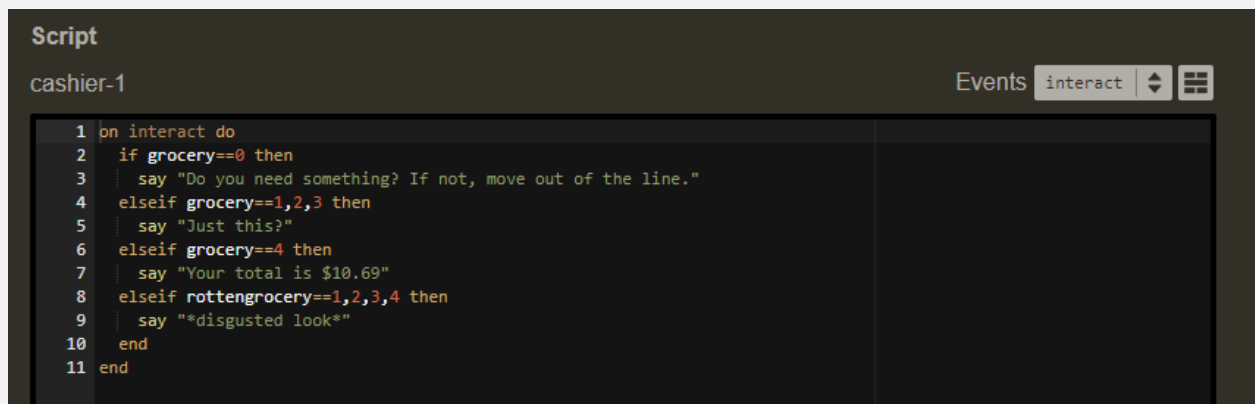 Script
cashier-1
Events interact
1 on interact do
2 if grocery==0 then
3 say "Do you need something? If not, move out of the line."
4 elseif grocery==1,2,3 then
5 say "Just this?"
6 elseif grocery==4 then
7 say "Your total is $10.69"
8 elseif rottengrocery==1,2,3,4 then
9 say "*disgusted look*"
10 end
11 end